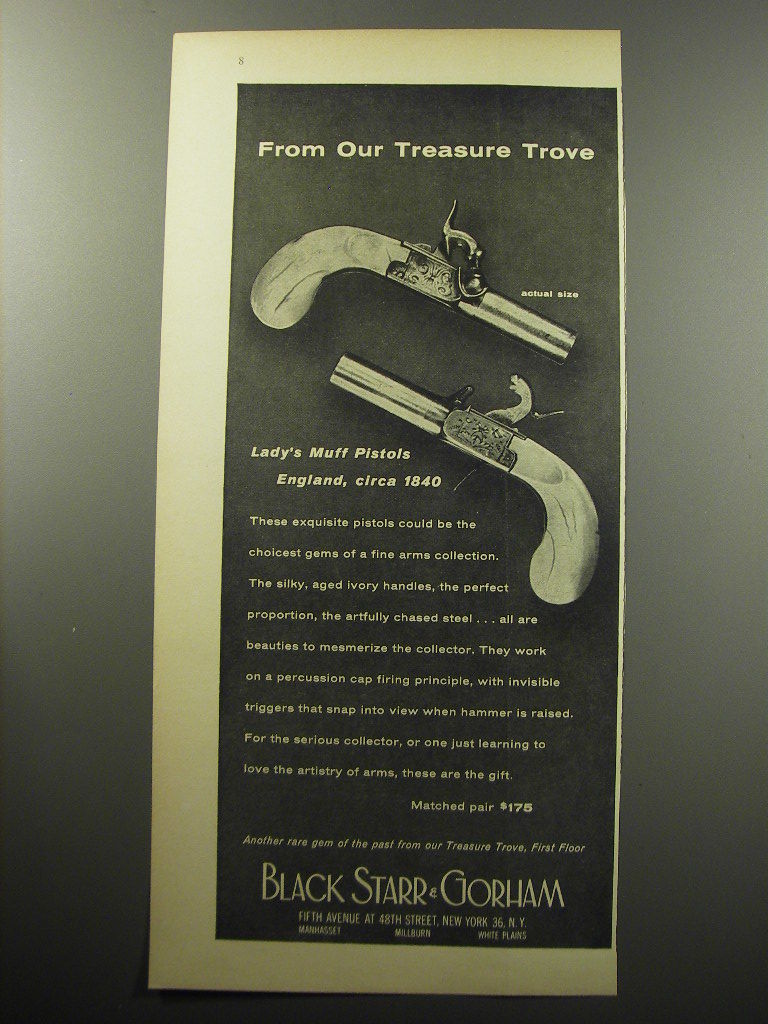 8
From Our Treasure Trove
actual size
Lady's Muff Pistols
England, circa 1840
These exquisite pistols could be the
choicest gems of a fine arms collection.
The silky, aged ivory handles, the perfect
proportion, the artfully chased steel . . . all are
beauties to mesmerize the collector. They work
on a percussion cap firing principle, with invisible
triggers that snap into view when hammer is raised.
For the serious collector, or one just learning to
love the artistry of arms, these are the gift.
Matched pair $175
Another rare gem of the past from our Treasure Trove, First Floor
BLACK STARR & GORHAM
FIFTH AVENUE AT 48TH STREET, NEW YORK 36, N. Y.
MANHASSET MILLBURN WHITE PLAINS